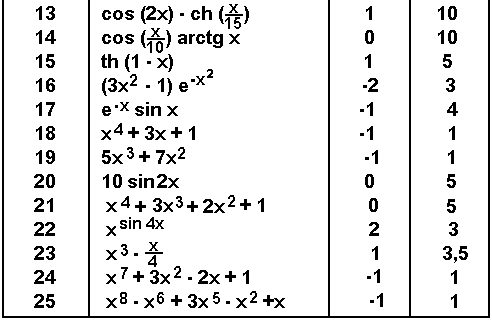 13 cos (2x) - ch (x/15) 1 10
14 cos (x/10) arctg x 0 10
15 th (1 - x) 1 5
16 (3x² - 1) e^-x² -2 3
17 e^-x sin x -1 4
18 x⁴ + 3x + 1 -1 1
19 5x³ + 7x² -1 1
20 10 sin2x 0 5
21 x⁴ + 3x³ + 2x² + 1 0 5
22 x^sin 4x 2 3
23 x³ - x/4 1 3,5
24 x⁷ + 3x² - 2x + 1 -1 1
25 x⁸ - x⁶ + 3x⁵ - x² +x -1 1